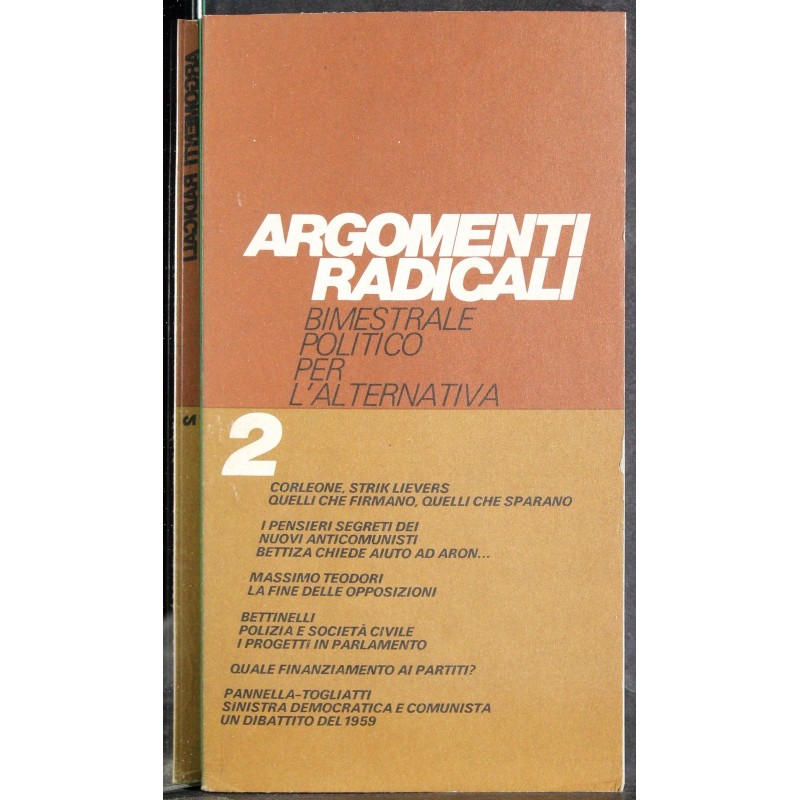 ARGOMENTI RADICALI
ARGOMENTI
RADICALI
BIMESTRALE
POLITICO
PER
L'ALTERNATIVA
2
2
CORLEONE, STRIK LIEVERS
QUELLI CHE FIRMANO, QUELLI CHE SPARANO
I PENSIERI SEGRETI DEI
NUOVI ANTICOMUNISTI
BETTIZA CHIEDE AIUTO AD ARON...
MASSIMO TEODORI
LA FINE DELLE OPPOSIZIONI
BETTINELLI
POLIZIA E SOCIETÀ CIVILE
I PROGETTi IN PARLAMENTO
QUALE FINANZIAMENTO AI PARTITI?
PANNELLA-TOGLIATTI
SiNISTRA DEMOCRATICA E COMUNISTA
UN DIBATTITO DEL 1959